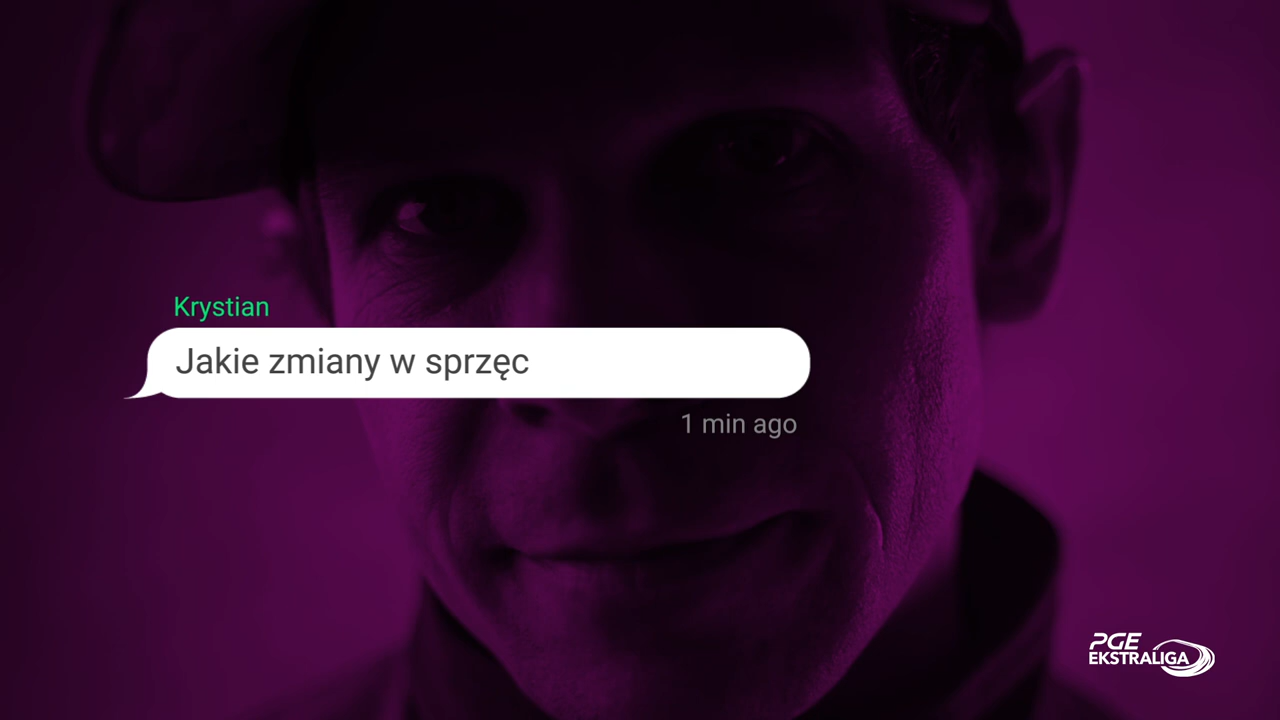 Krystian
Jakie zmiany w sprzęc
1 min ago
PGE
EKSTRALIGA